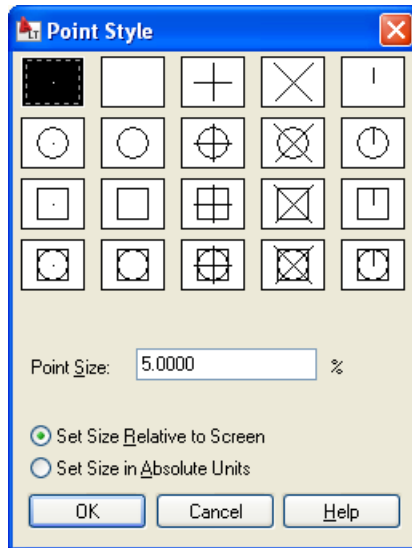 LT Point Style
Point Size: 5.0000 %
Set Size Relative to Screen
Set Size in Absolute Units
OK Cancel Help